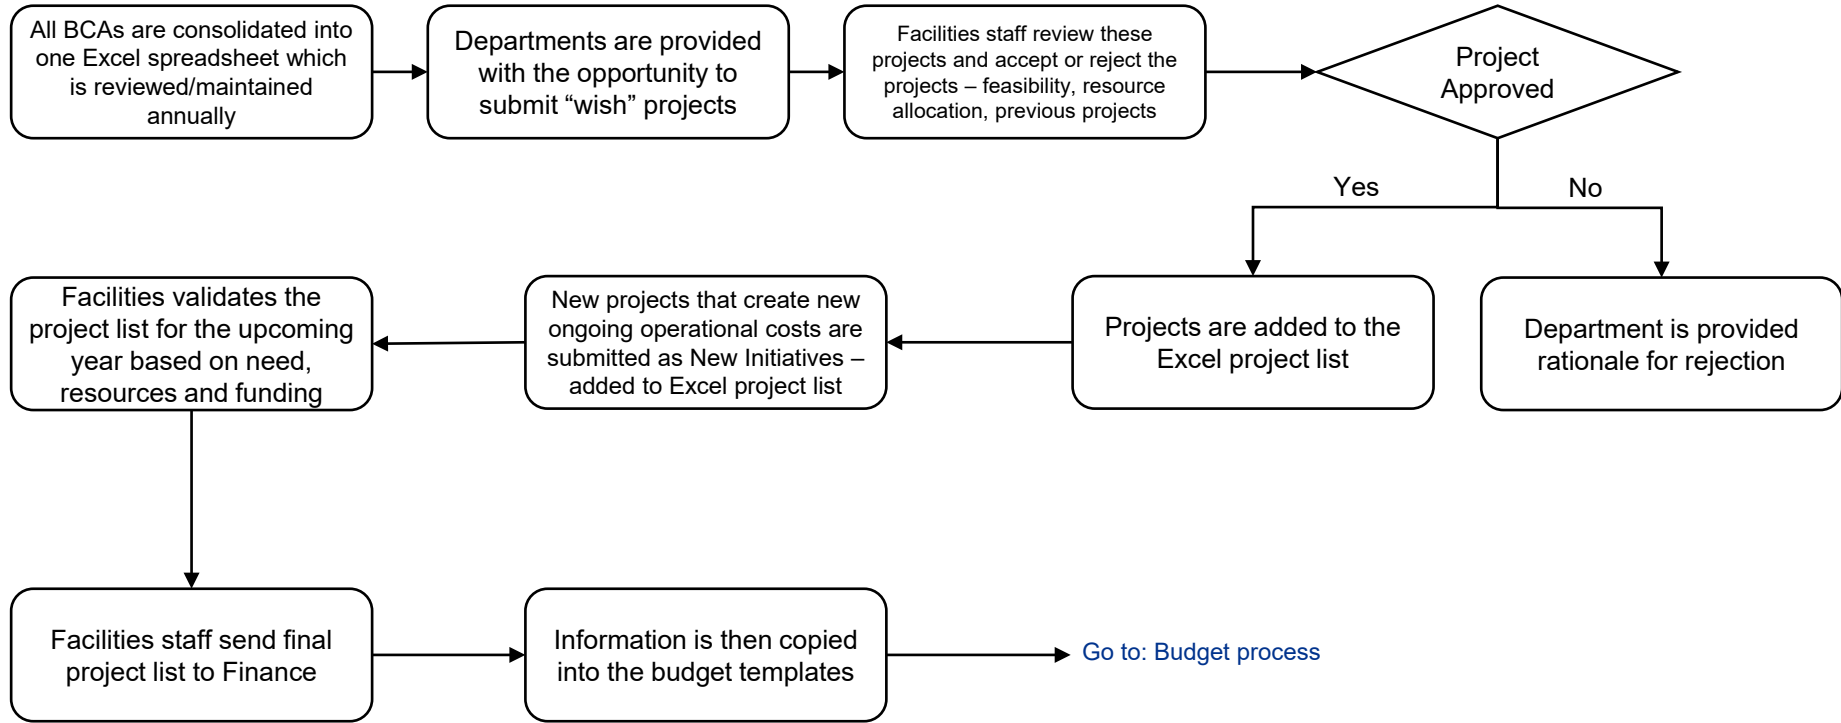 All BCAs are consolidated into
one Excel spreadsheet which
is reviewed/maintained
annually
Departments are provided
with the opportunity to
submit “wish” projects
Facilities staff review these
projects and accept or reject the
projects – feasibility, resource
allocation, previous projects
Project
Approved
Yes
No
Facilities validates the
project list for the upcoming
year based on need,
resources and funding
New projects that create new
ongoing operational costs are
submitted as New Initiatives –
added to Excel project list
Projects are added to the
Excel project list
Department is provided
rationale for rejection
Facilities staff send final
project list to Finance
Information is then copied
into the budget templates
Go to: Budget process